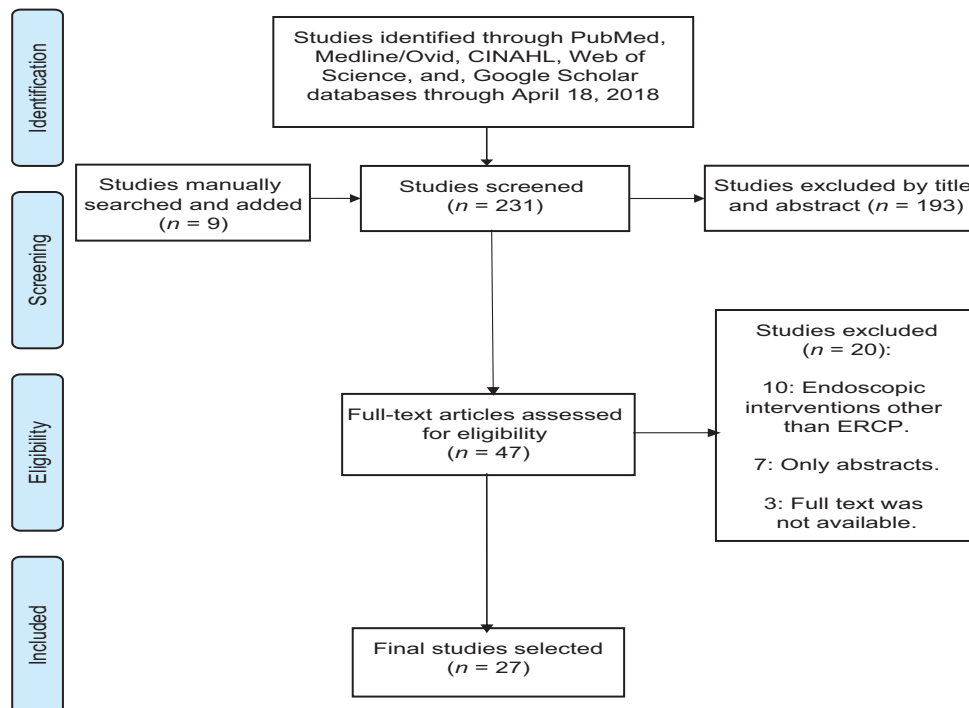 Identification
Studies identified through PubMed,
Medline/Ovid, CINAHL, Web of
Science, and, Google Scholar
databases through April 18, 2018
Screening
Studies manually
searched and added
(n = 9)
Studies screened
(n = 231)
Studies excluded by title
and abstract (n = 193)
Eligibility
Full-text articles assessed
for eligibility
(n = 47)
Studies excluded
(n = 20):
10: Endoscopic
interventions other
than ERCP.
7: Only abstracts.
3: Full text was
not available.
Included
Final studies selected
(n = 27)